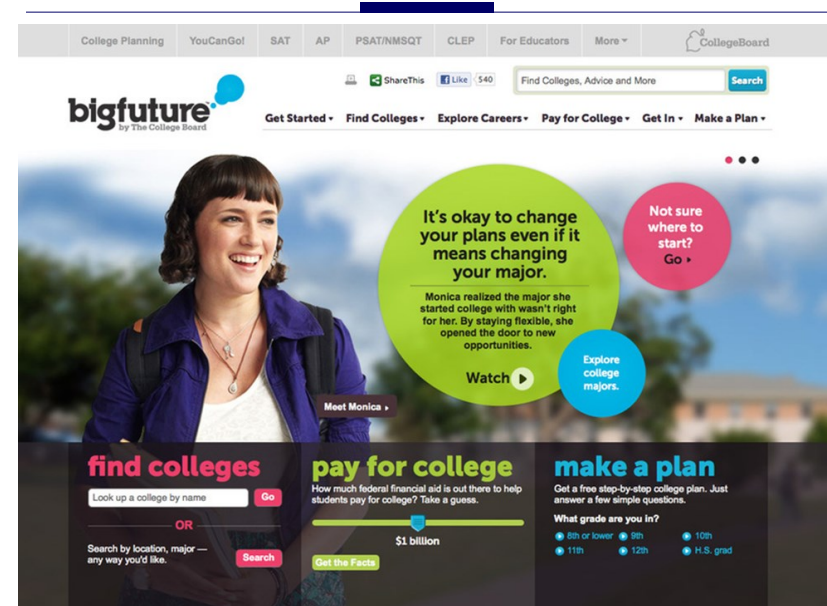 College Planning YouCanGo! SAT AP PSAT/NMSQT CLEP For Educators More CollegeBoard
ShareThis Like 540 Find Colleges, Advice and More Search
bigfuture
by The College Board
Get Started Find Colleges Explore Careers Pay for College Get In Make a Plan
It's okay to change
your plans even if it
means changing
your major.
Monica realized the major she
started college with wasn't right
for her. By staying flexible, she
opened the door to new
opportunities.
Watch
Not sure
where to
start?
Go
Explore
college
majors.
Meet Monica
find colleges
Look up a college by name Go
OR
Search by location, major —
any way you'd like.
Search
pay for college
How much federal financial aid is out there to help
students pay for college? Take a guess.
$1 billion
Get the Facts
make a plan
Get a free step-by-step college plan. Just
answer a few simple questions.
What grade are you in?
8th or lower 9th 10th
11th 12th H.S. grad